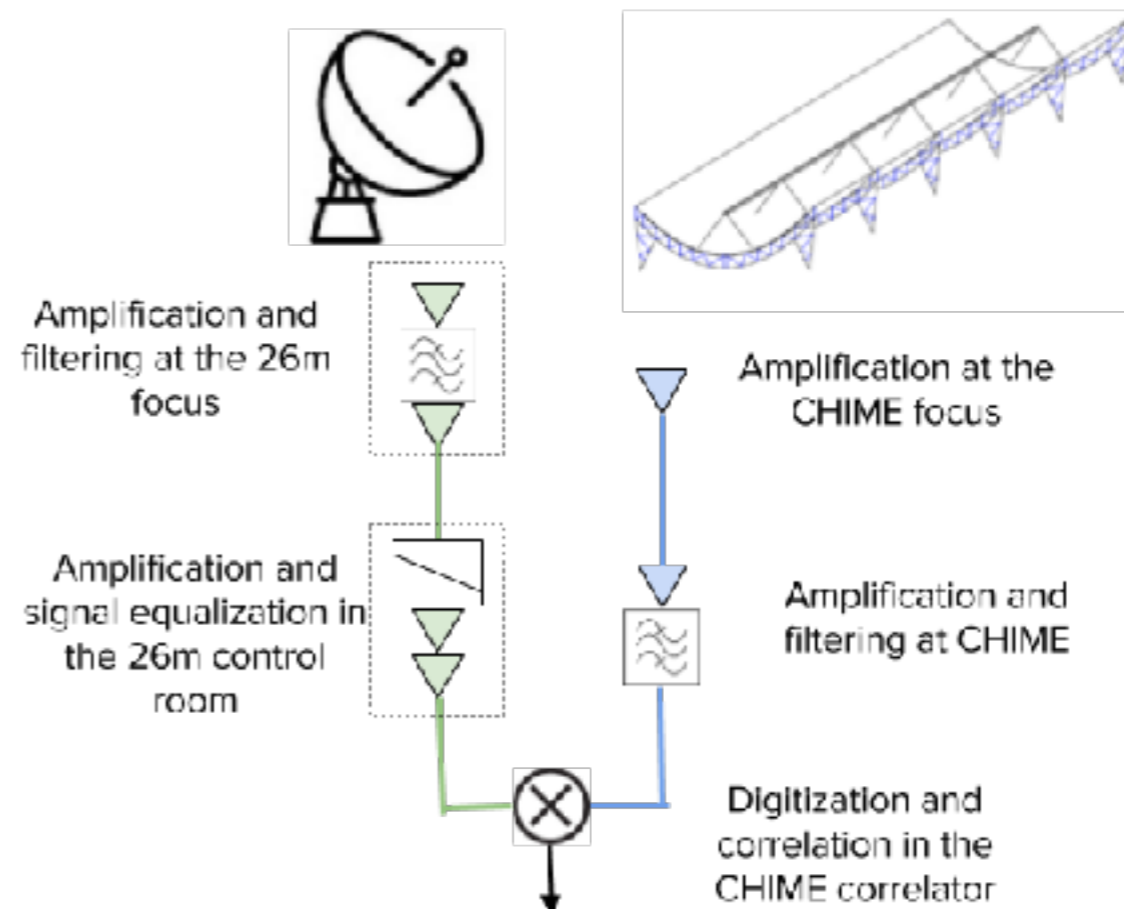 Amplification and
filtering at the 26m
focus
Amplification at the
CHIME focus
Amplification and
signal equalization in
the 26m control
room
Amplification and
filtering at CHIME
Digitization and
correlation in the
CHIME correlator